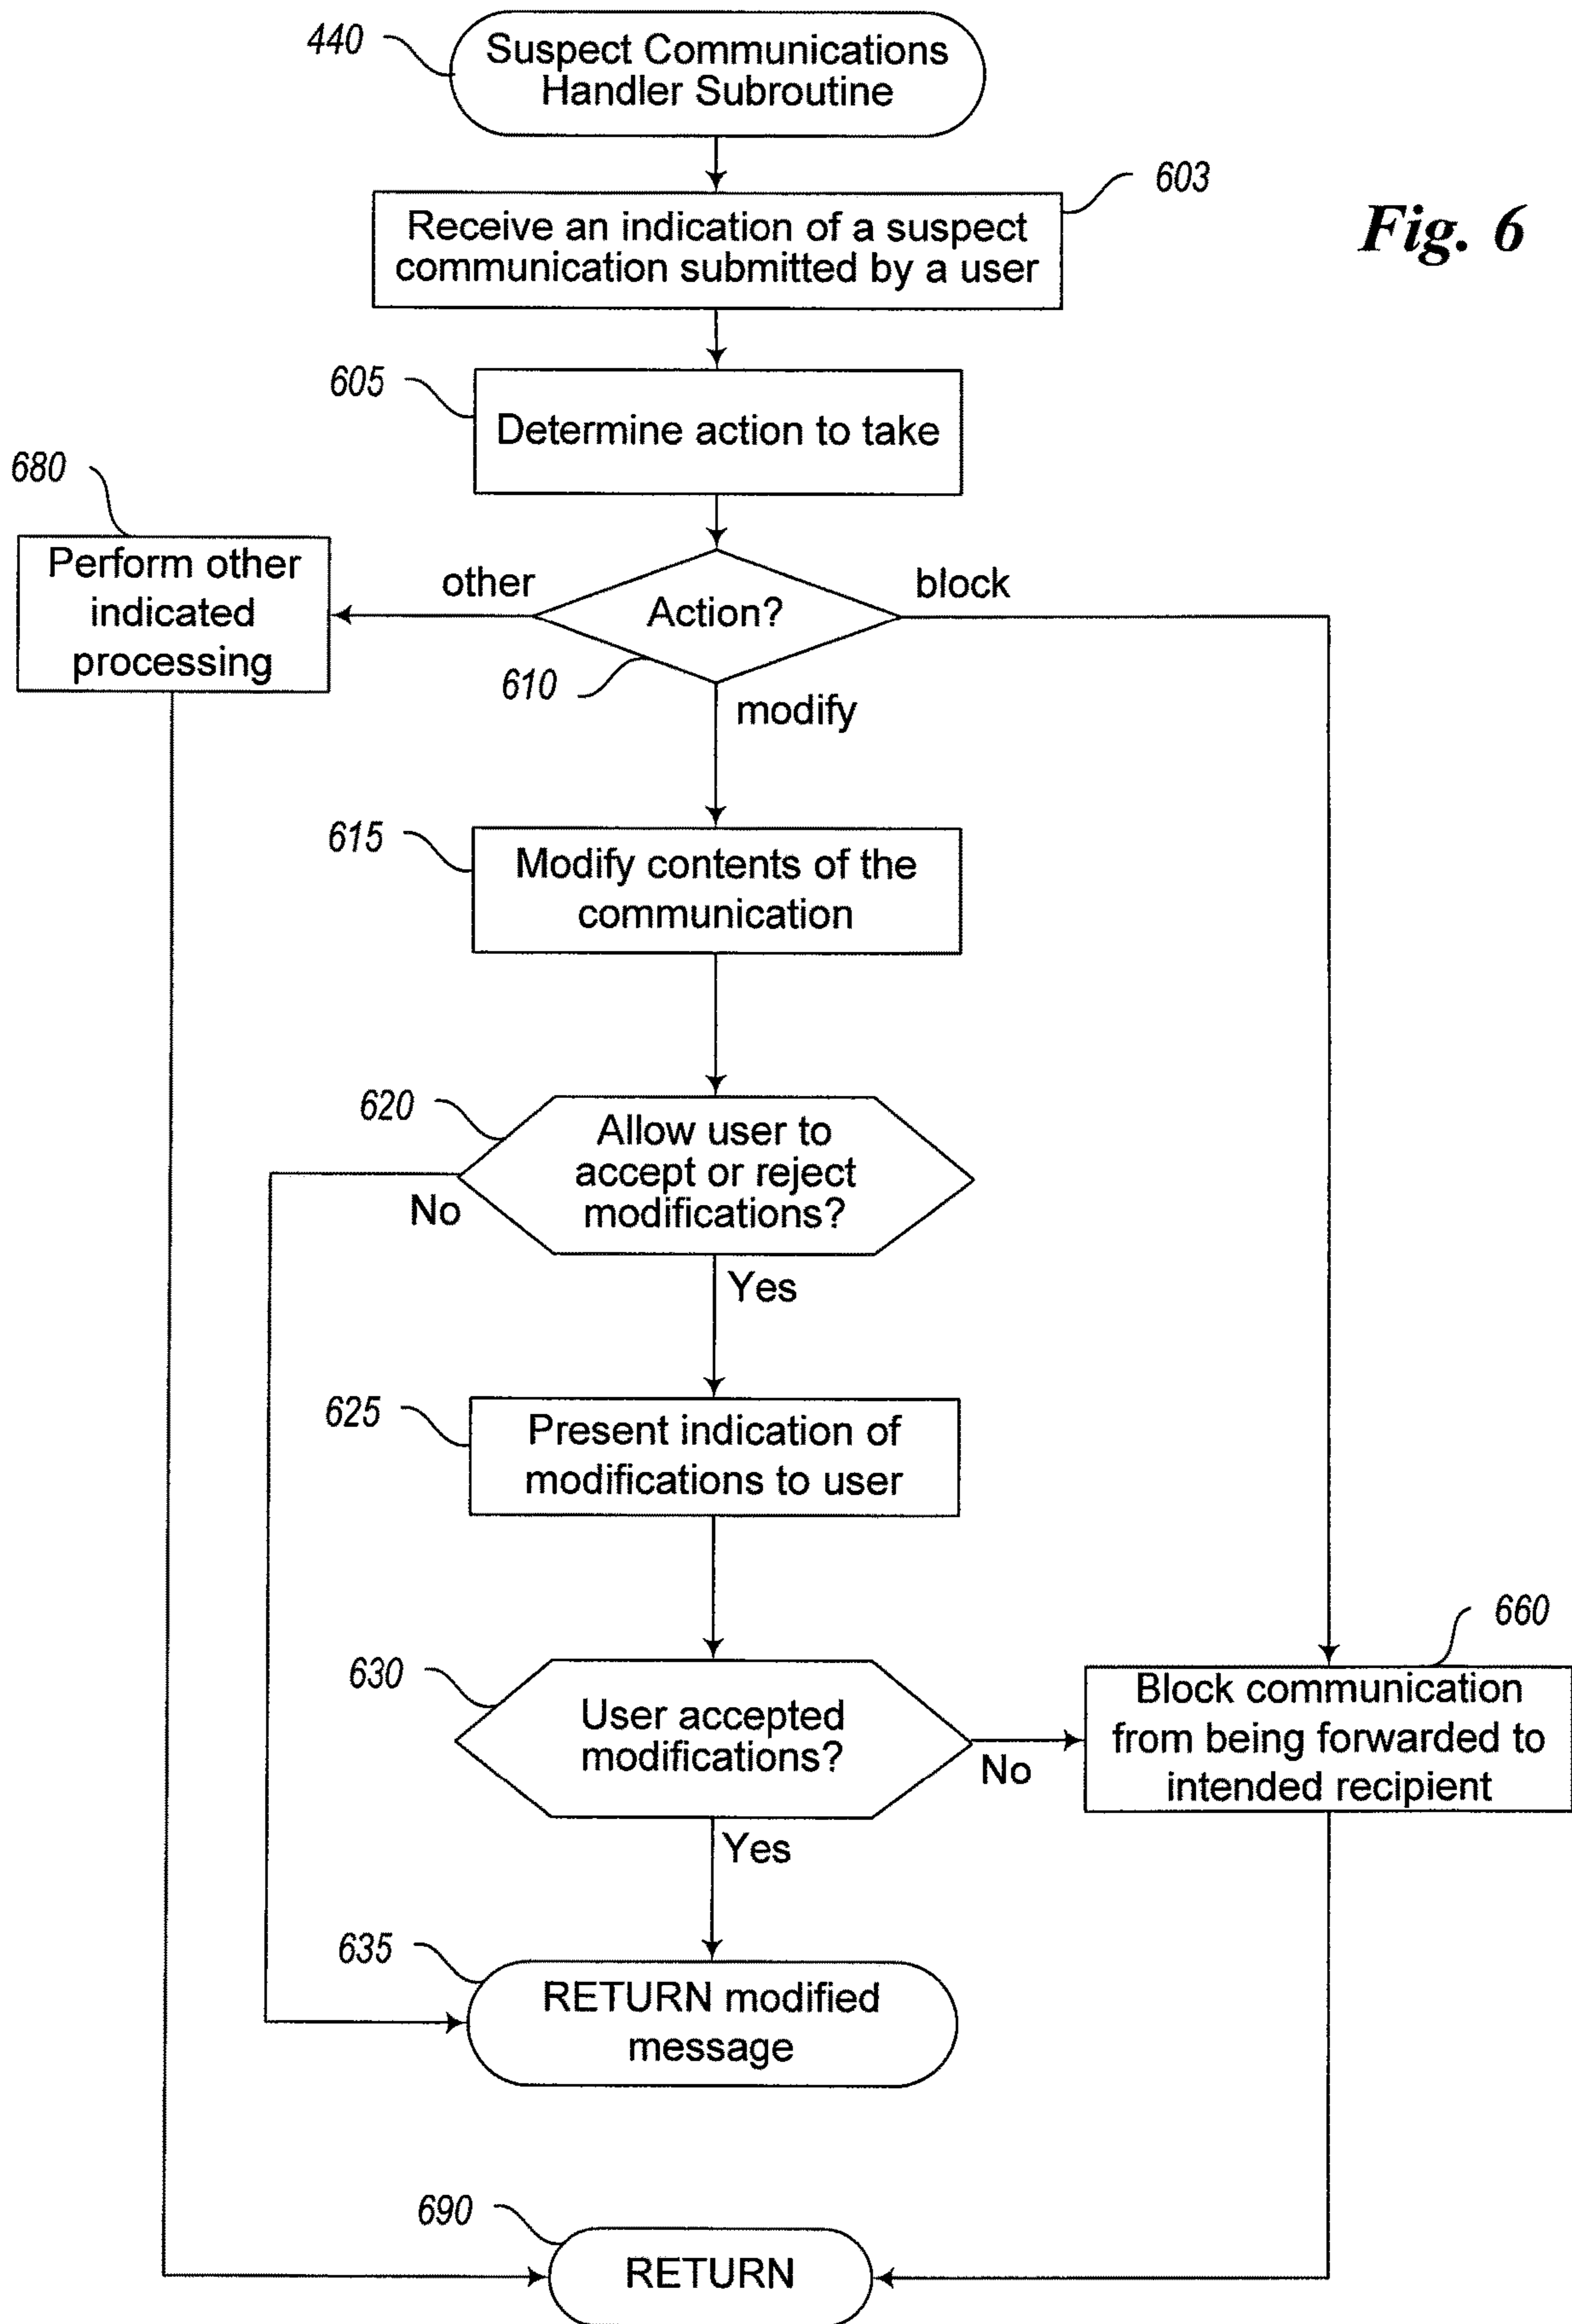 440
Suspect Communications
Handler Subroutine
603
Receive an indication of a suspect
communication submitted by a user
Fig. 6
605
Determine action to take
680
Perform other
indicated
processing
other
Action?
block
610
modify
615
Modify contents of the
communication
620
Allow user to
accept or reject
modifications?
No
Yes
625
Present indication of
modifications to user
630
User accepted
modifications?
No
660
Block communication
from being forwarded to
intended recipient
Yes
635
RETURN modified
message
690
RETURN